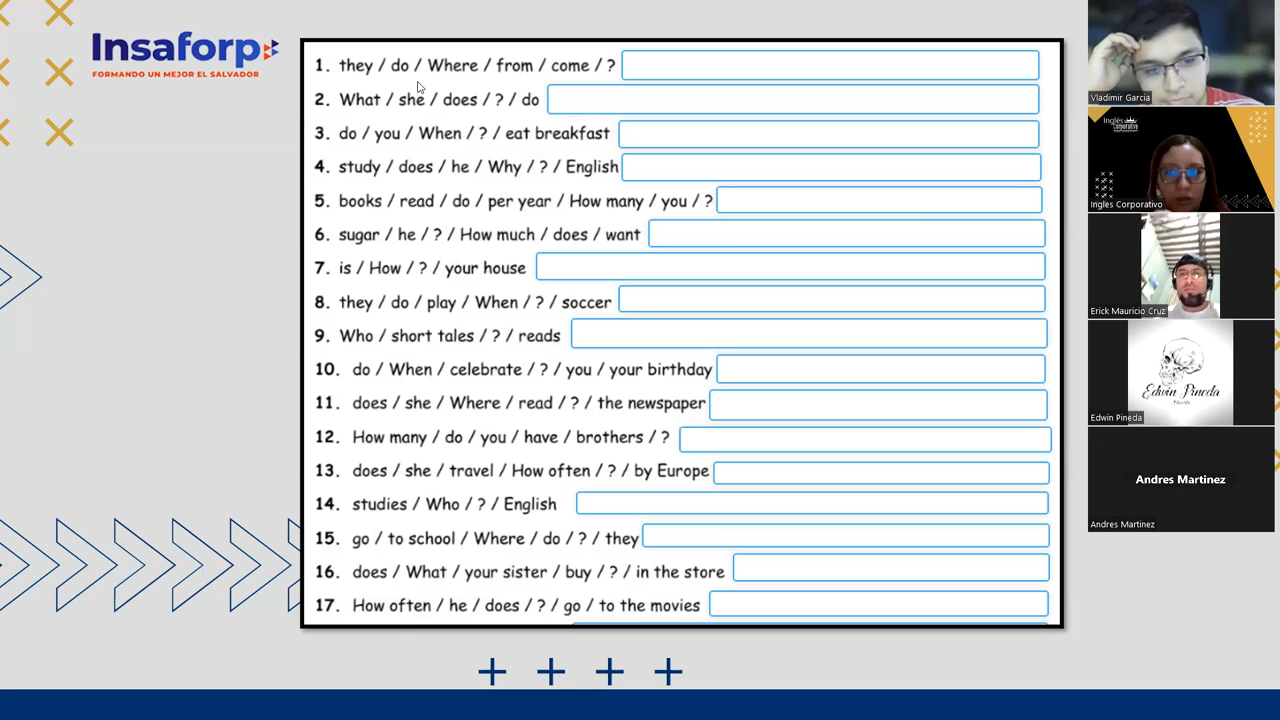 Insaforp
FORMANDO UN MEJOR EL SALVADOR
1. they / do / Where / from / come / ?
2. What / she / does / ? / do
3. do / you / When / ? / eat breakfast
4. study / does / he / Why / ? / English
5. books / read / do / per year / How many / you / ?
6. sugar / he / ? / How much / does / want
7. is / How / ? / your house
8. they / do / play / When / ? / soccer
9. Who / short tales / ? / reads
10. do / When / celebrate / ? / you / your birthday
11. does / she / Where / read / ? / the newspaper
12. How many / do / you / have / brothers / ?
13. does / she / travel / How often / ? / by Europe
14. studies / Who / ? / English
15. go / to school / Where / do / ? / they
16. does / What / your sister / buy / ? / in the store
17. How often / he / does / ? / go / to the movies
Vladimir Garcia
Inglés
Corporativo
Ingles Corporativo
Erick Mauricio Cruz
Edwin Pineda
Edwin Pineda
Andres Martinez
Andres Martinez